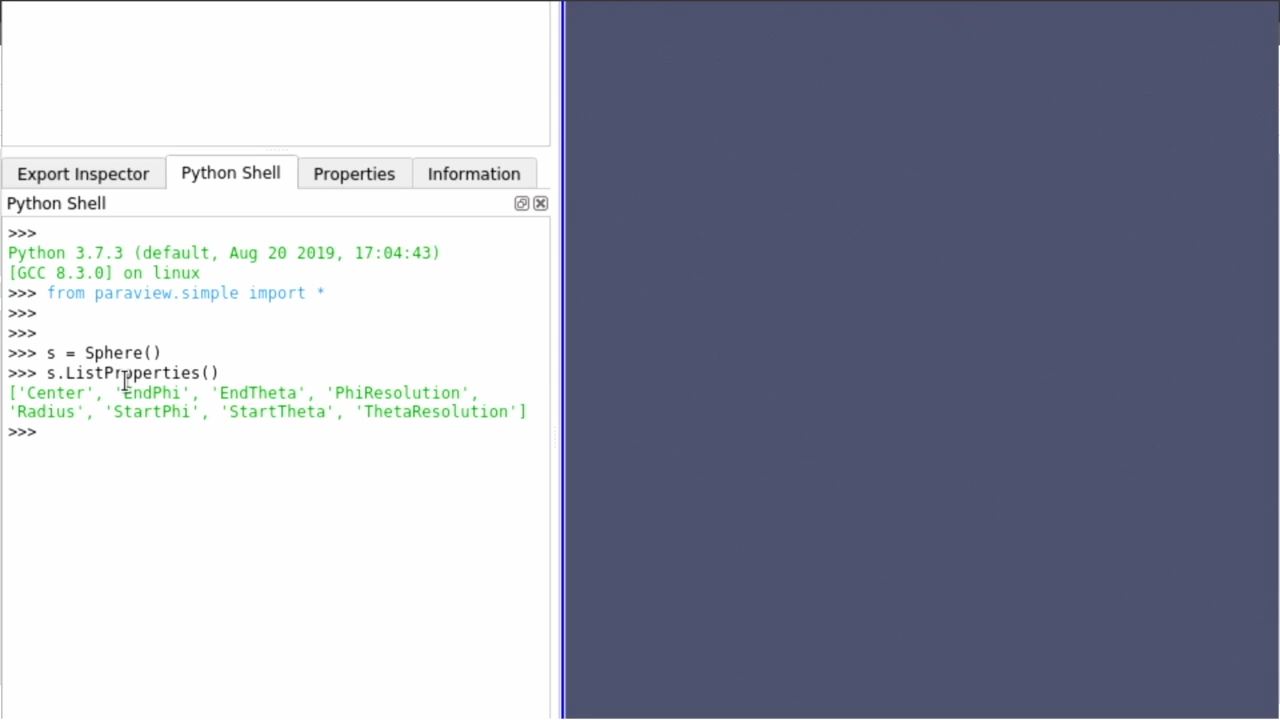 Export Inspector Python Shell Properties Information
Python Shell
>>>
Python 3.7.3 (default, Aug 20 2019, 17:04:43)
[GCC 8.3.0] on linux
>>> from paraview.simple import *
>>>
>>>
>>> s = Sphere()
>>> s.ListProperties()
['Center', 'EndPhi', 'EndTheta', 'PhiResolution',
'Radius', 'StartPhi', 'StartTheta', 'ThetaResolution']
>>>